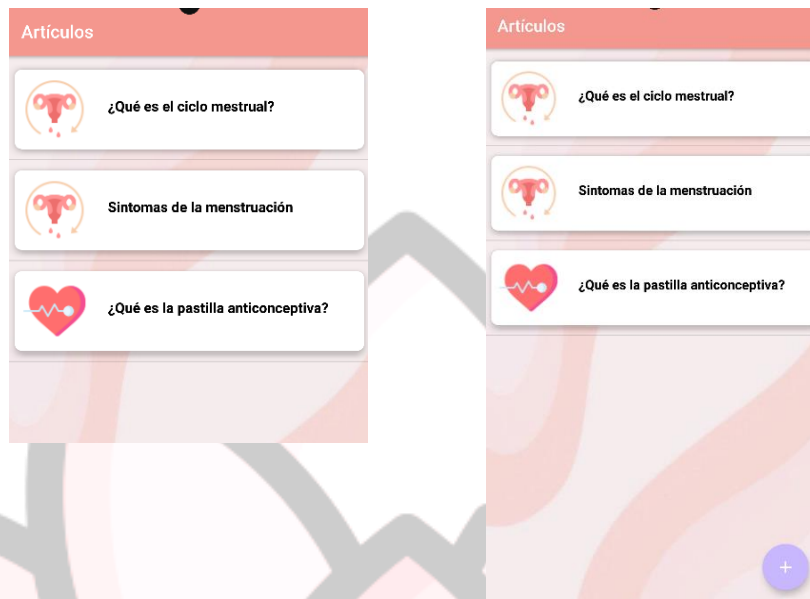 Artículos
¿Qué es el ciclo mestrual?
Sintomas de la menstruación
¿Qué es la pastilla anticonceptiva?
Artículos
¿Qué es el ciclo mestrual?
Sintomas de la menstruación
¿Qué es la pastilla anticonceptiva?
+